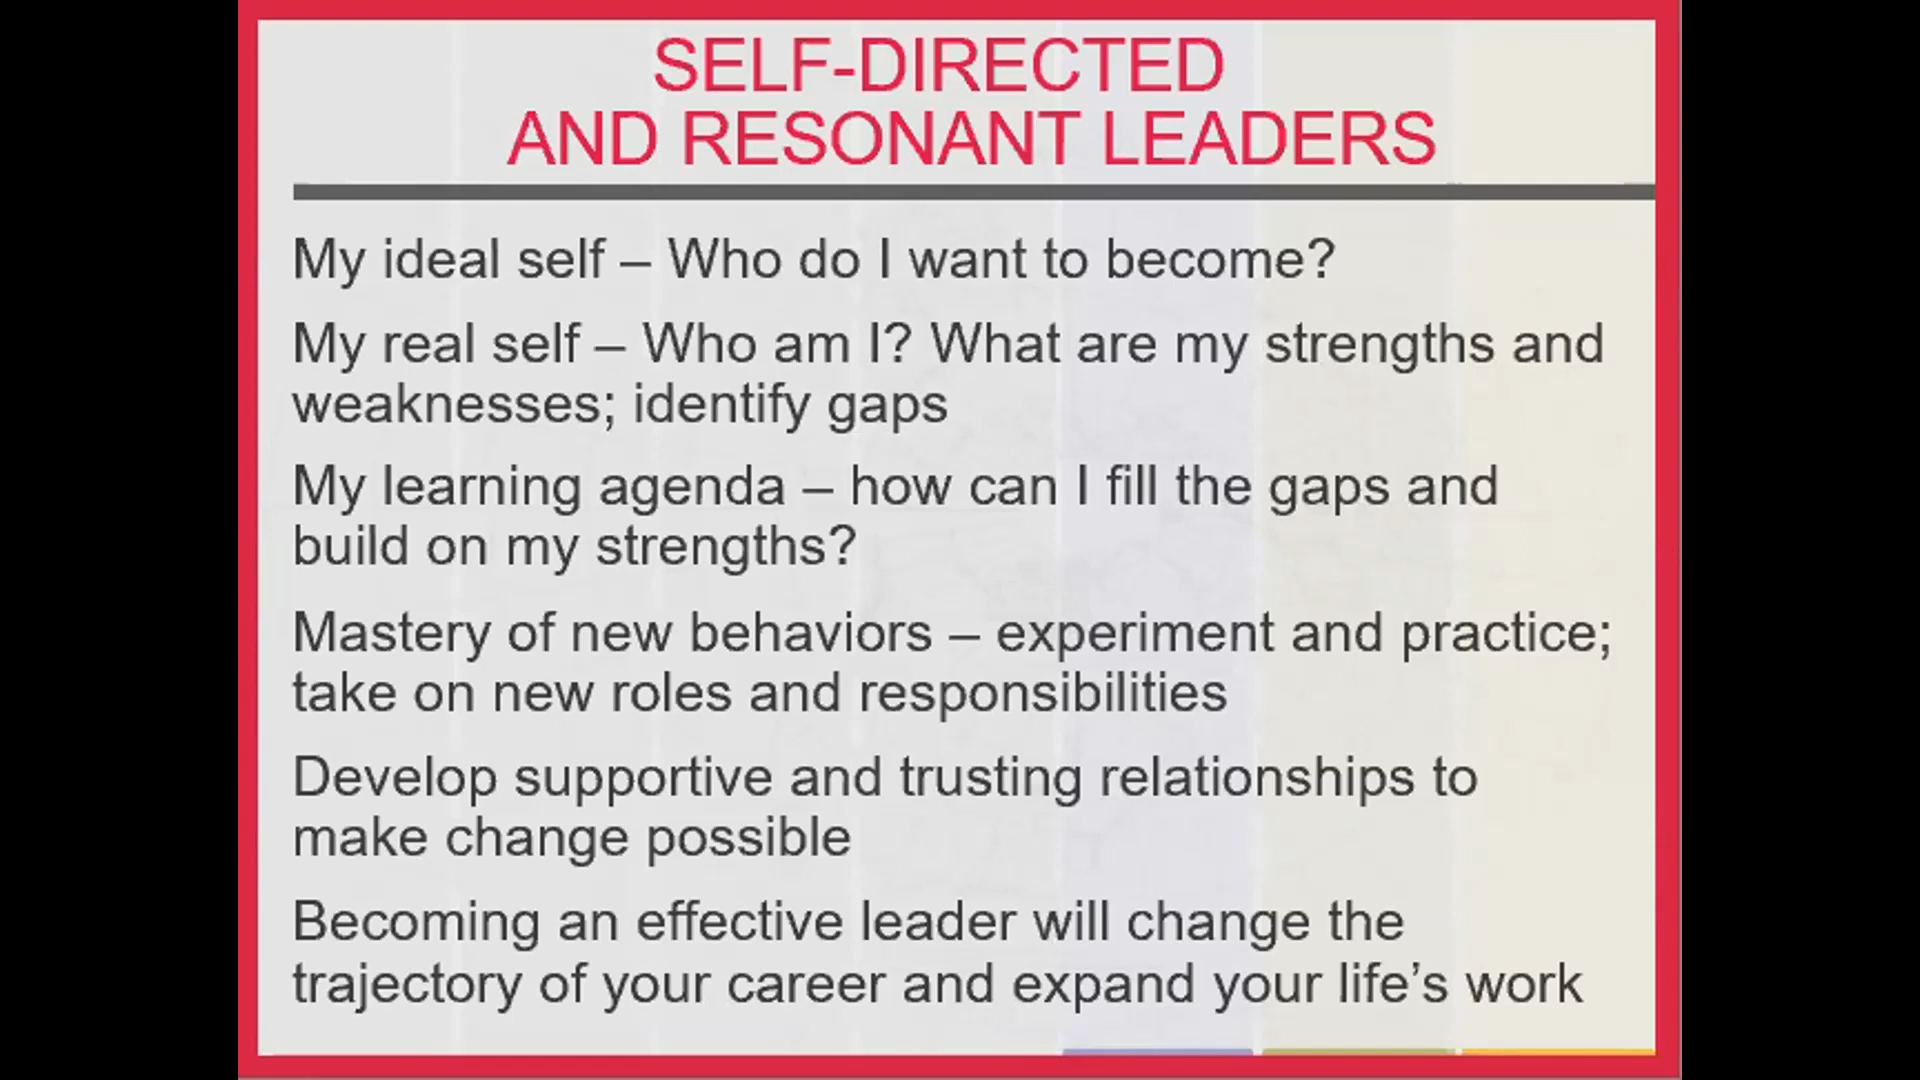 SELF-DIRECTED
AND RESONANT LEADERS
My ideal self – Who do I want to become?
My real self – Who am I? What are my strengths and
weaknesses; identify gaps
My learning agenda – how can I fill the gaps and
build on my strengths?
Mastery of new behaviors – experiment and practice;
take on new roles and responsibilities
Develop supportive and trusting relationships to
make change possible
Becoming an effective leader will change the
trajectory of your career and expand your life’s work